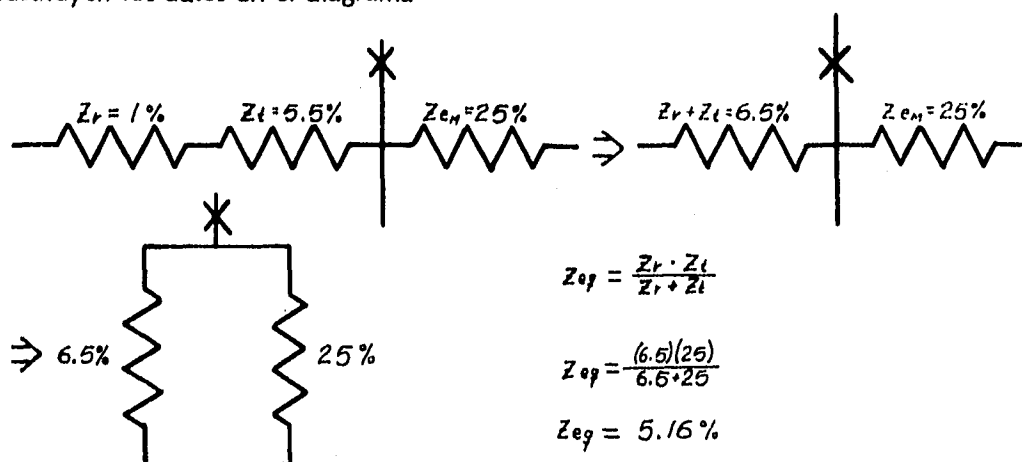 Zr = 1%
Zt = 5.5%
ZeM = 25%
⇒
Zr + Zt = 6.5%
ZeM = 25%
⇒ 6.5%
25%
Zeq = Zr · Zt / Zr + Zt
Zeq = (6.5)(25) / 6.5+25
Zeq = 5.16%